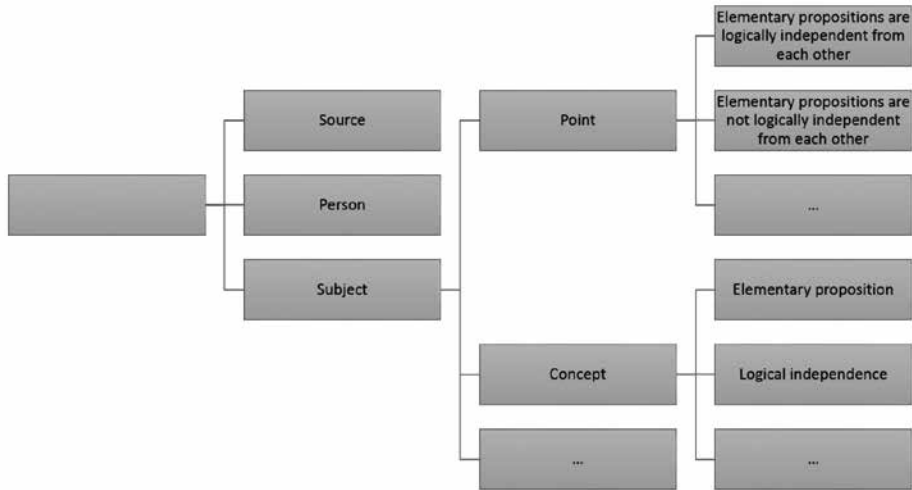 Elementary propositions are
logically independent from
each other
Source
Point
Elementary propositions are
not logically independent
from each other
Person
...
Subject
Elementary proposition
Concept
Logical independence
...
...